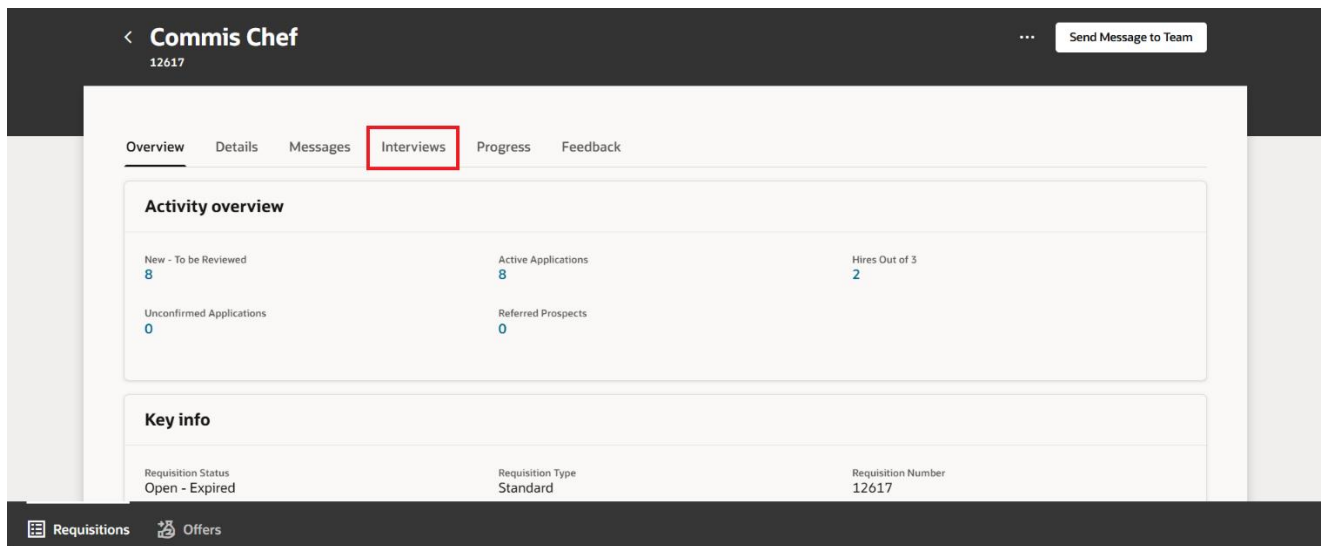 Commis Chef
12617
... Send Message to Team
Overview Details Messages Interviews Progress Feedback
Activity overview
New - To be Reviewed Active Applications Hires Out of 3
8 8 2
Unconfirmed Applications Referred Prospects
0 0
Key info
Requisition Status Requisition Type Requisition Number
Open - Expired Standard 12617
Requisitions Offers